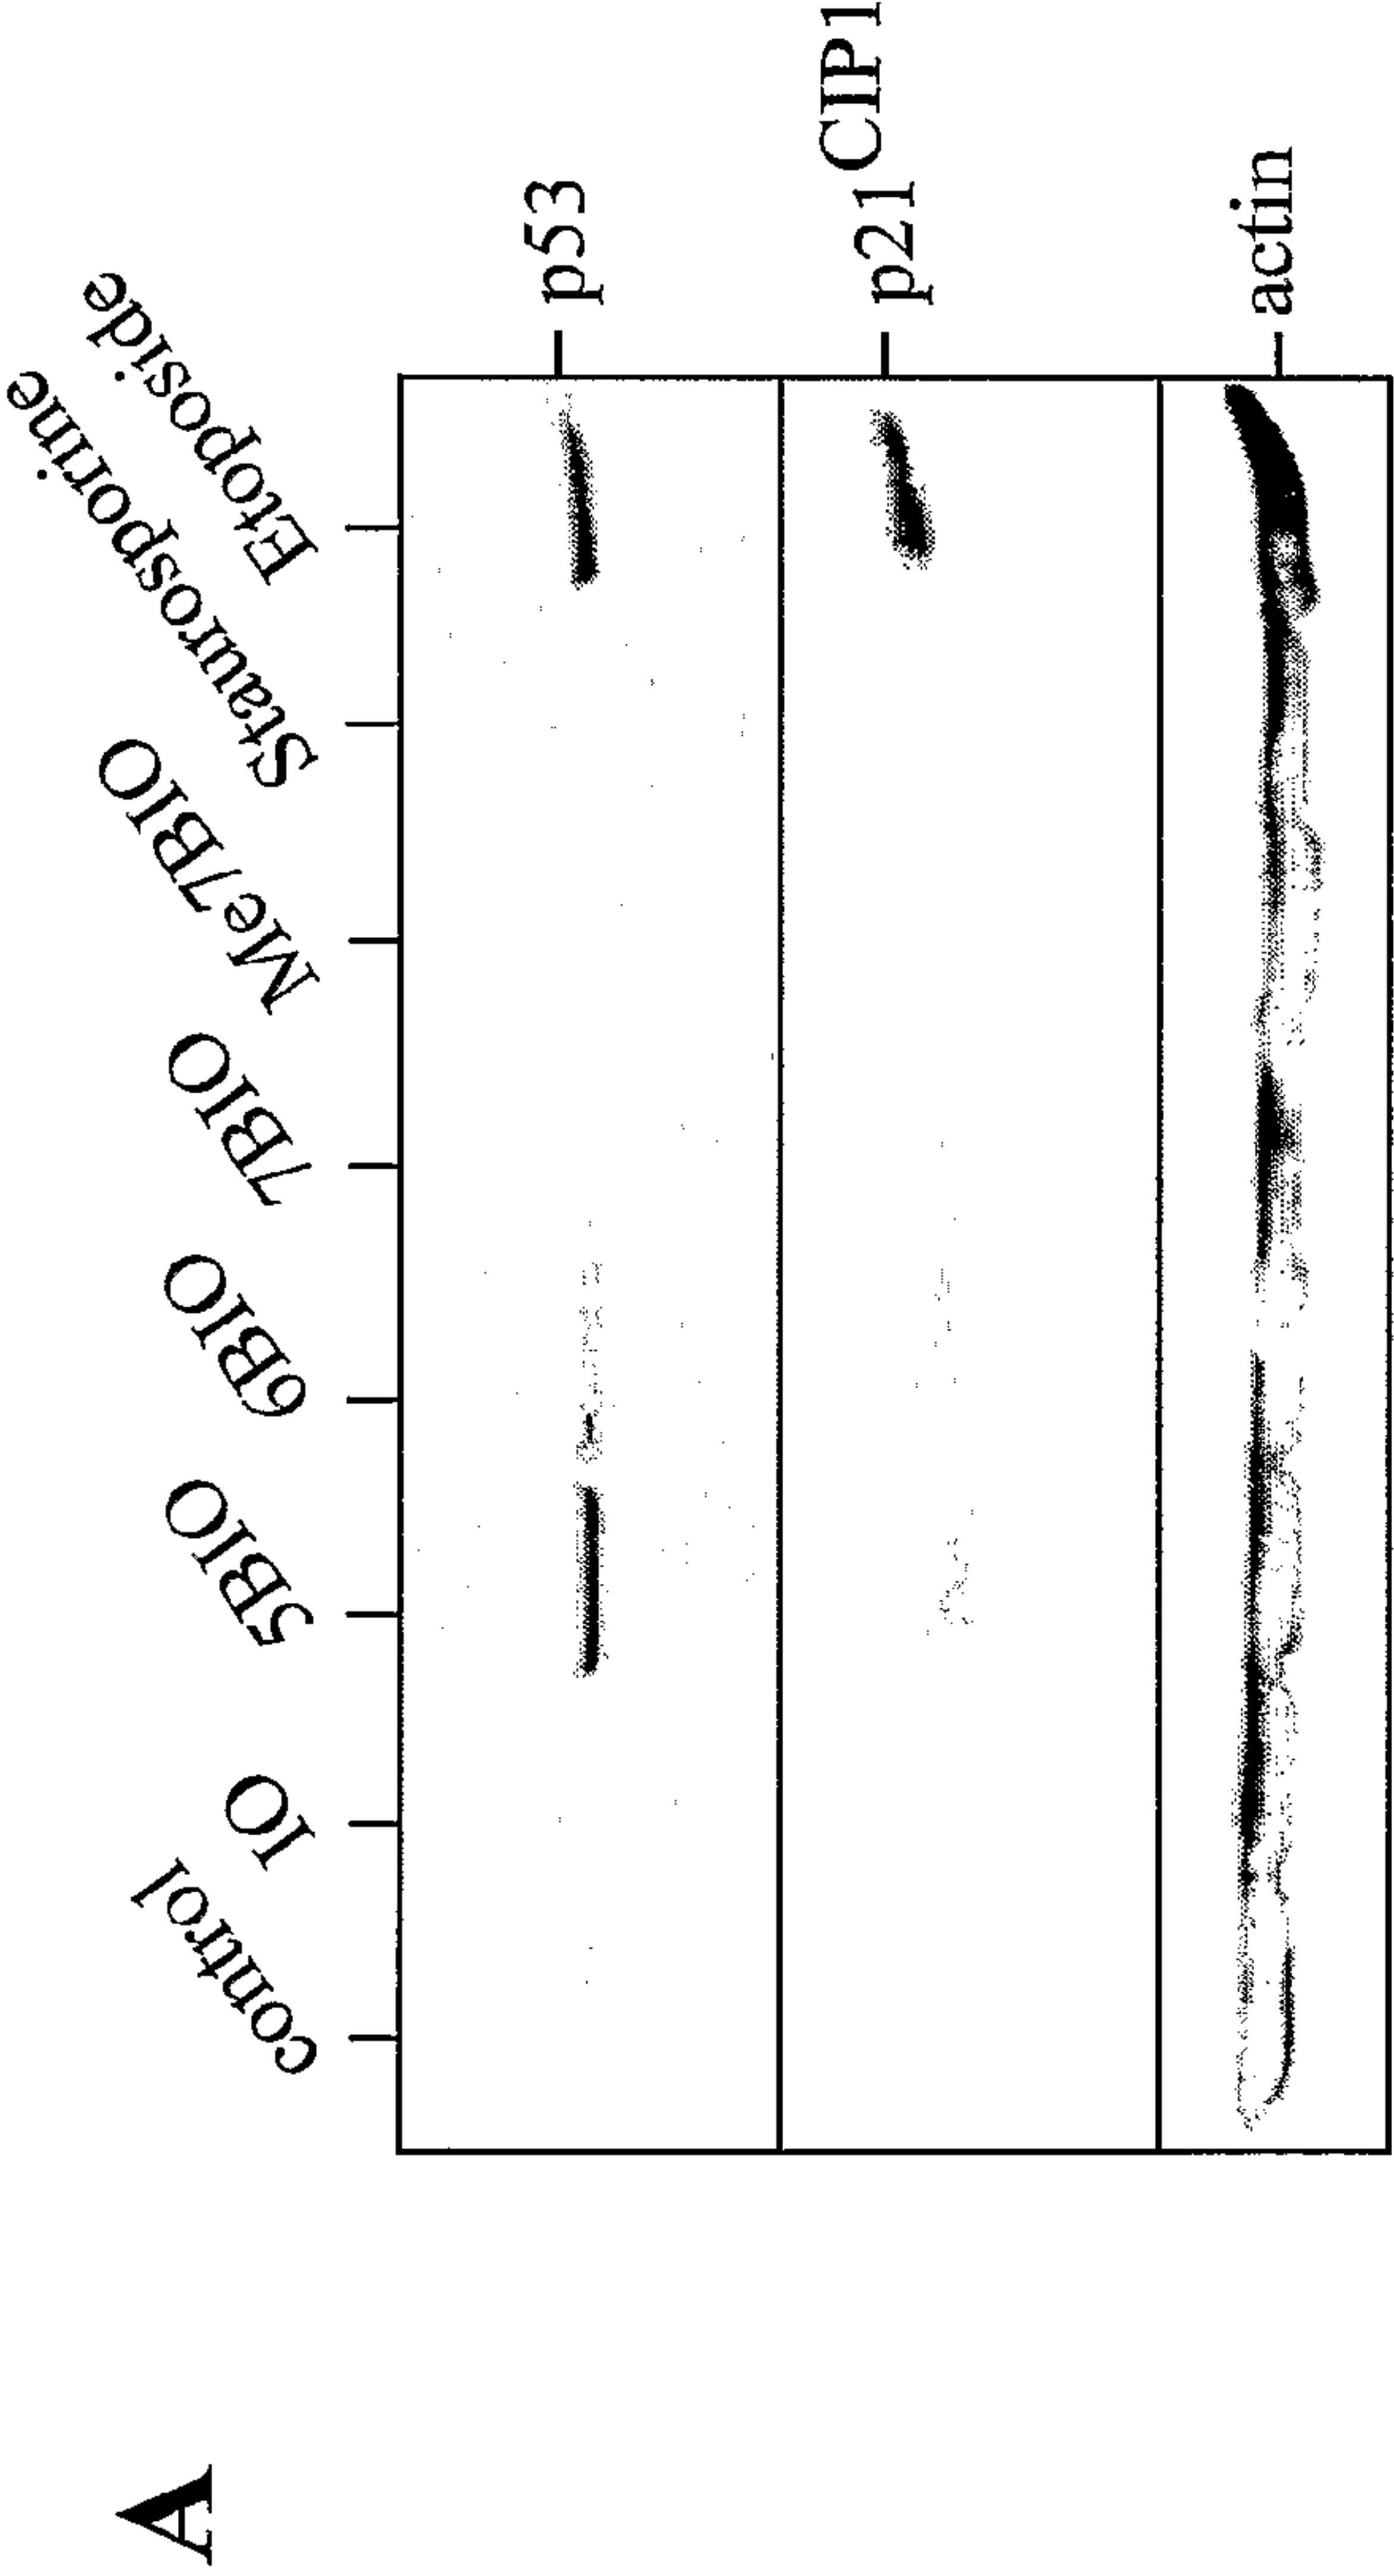 A
control
IO
5BIO
6BIO
7BIO
Me7BIO
Staurosporine
Etoposide
p53
p21CIP1
actin